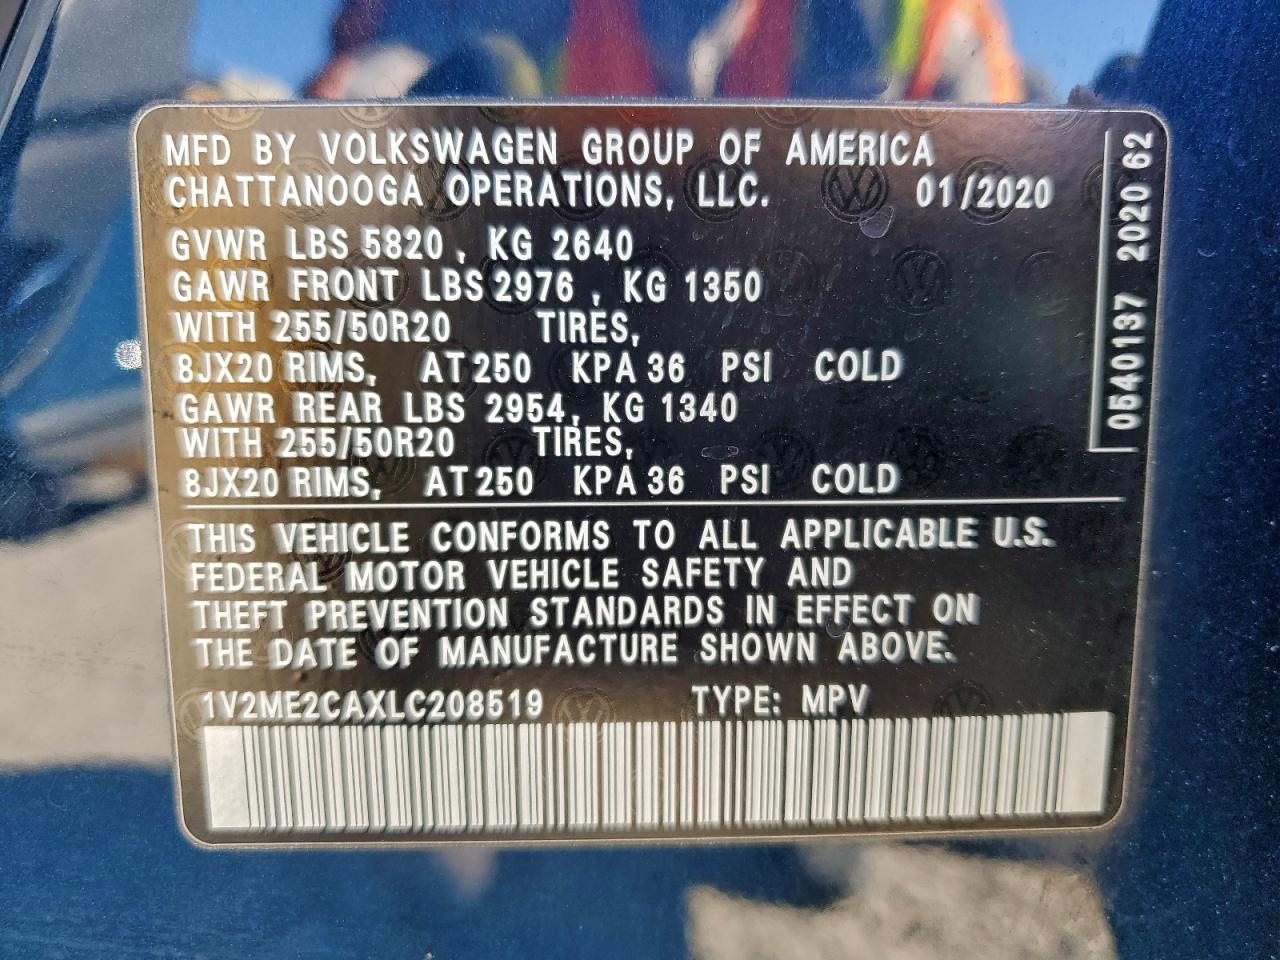 MFD BY VOLKSWAGEN GROUP OF AMERICA
CHATTANOOGA OPERATIONS, LLC. 01/2020
GVWR LBS 5820 , KG 2640
GAWR FRONT LBS 2976 , KG 1350
WITH 255/50R20 TIRES,
8JX20 RIMS, AT 250 KPA 36 PSI COLD
GAWR REAR LBS 2954, KG 1340
WITH 255/50R20 TIRES,
8JX20 RIMS, AT 250 KPA 36 PSI COLD
THIS VEHICLE CONFORMS TO ALL APPLICABLE U.S.
FEDERAL MOTOR VEHICLE SAFETY AND
THEFT PREVENTION STANDARDS IN EFFECT ON
THE DATE OF MANUFACTURE SHOWN ABOVE.
1V2ME2CAXLC208519 TYPE: MPV
0540137 2020 62